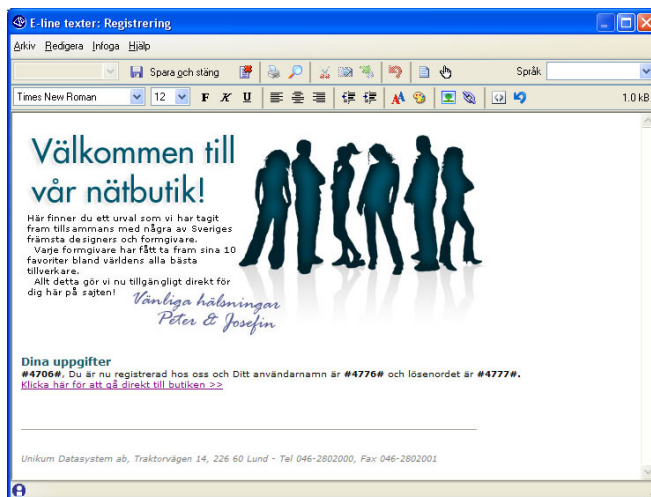 E-line texter: Registrering
Arkiv Redigera Infoga Hjälp
Spara och stäng Språk
Times New Roman 12 F K U 1.0 kB
Välkommen till
vår nätbutik!
Här finner du ett urval som vi har tagit
fram tillsammans med några av Sveriges
främsta designers och formgivare.
Varje formgivare har fått ta fram sina 10
favoriter bland världens alla bästa
tillverkare.
Allt detta gör vi nu tillgängligt direkt för
dig här på sajten!
Vänliga hälsningar
Peter & Josefin
Dina uppgifter
#4706#, Du är nu registrerad hos oss och Ditt användarnamn är #4776# och lösenordet är #4777#.
Klicka här för att gå direkt till butiken >>
Unikum Datasystem ab, Traktorvägen 14, 226 60 Lund - Tel 046-2802000, Fax 046-2802001